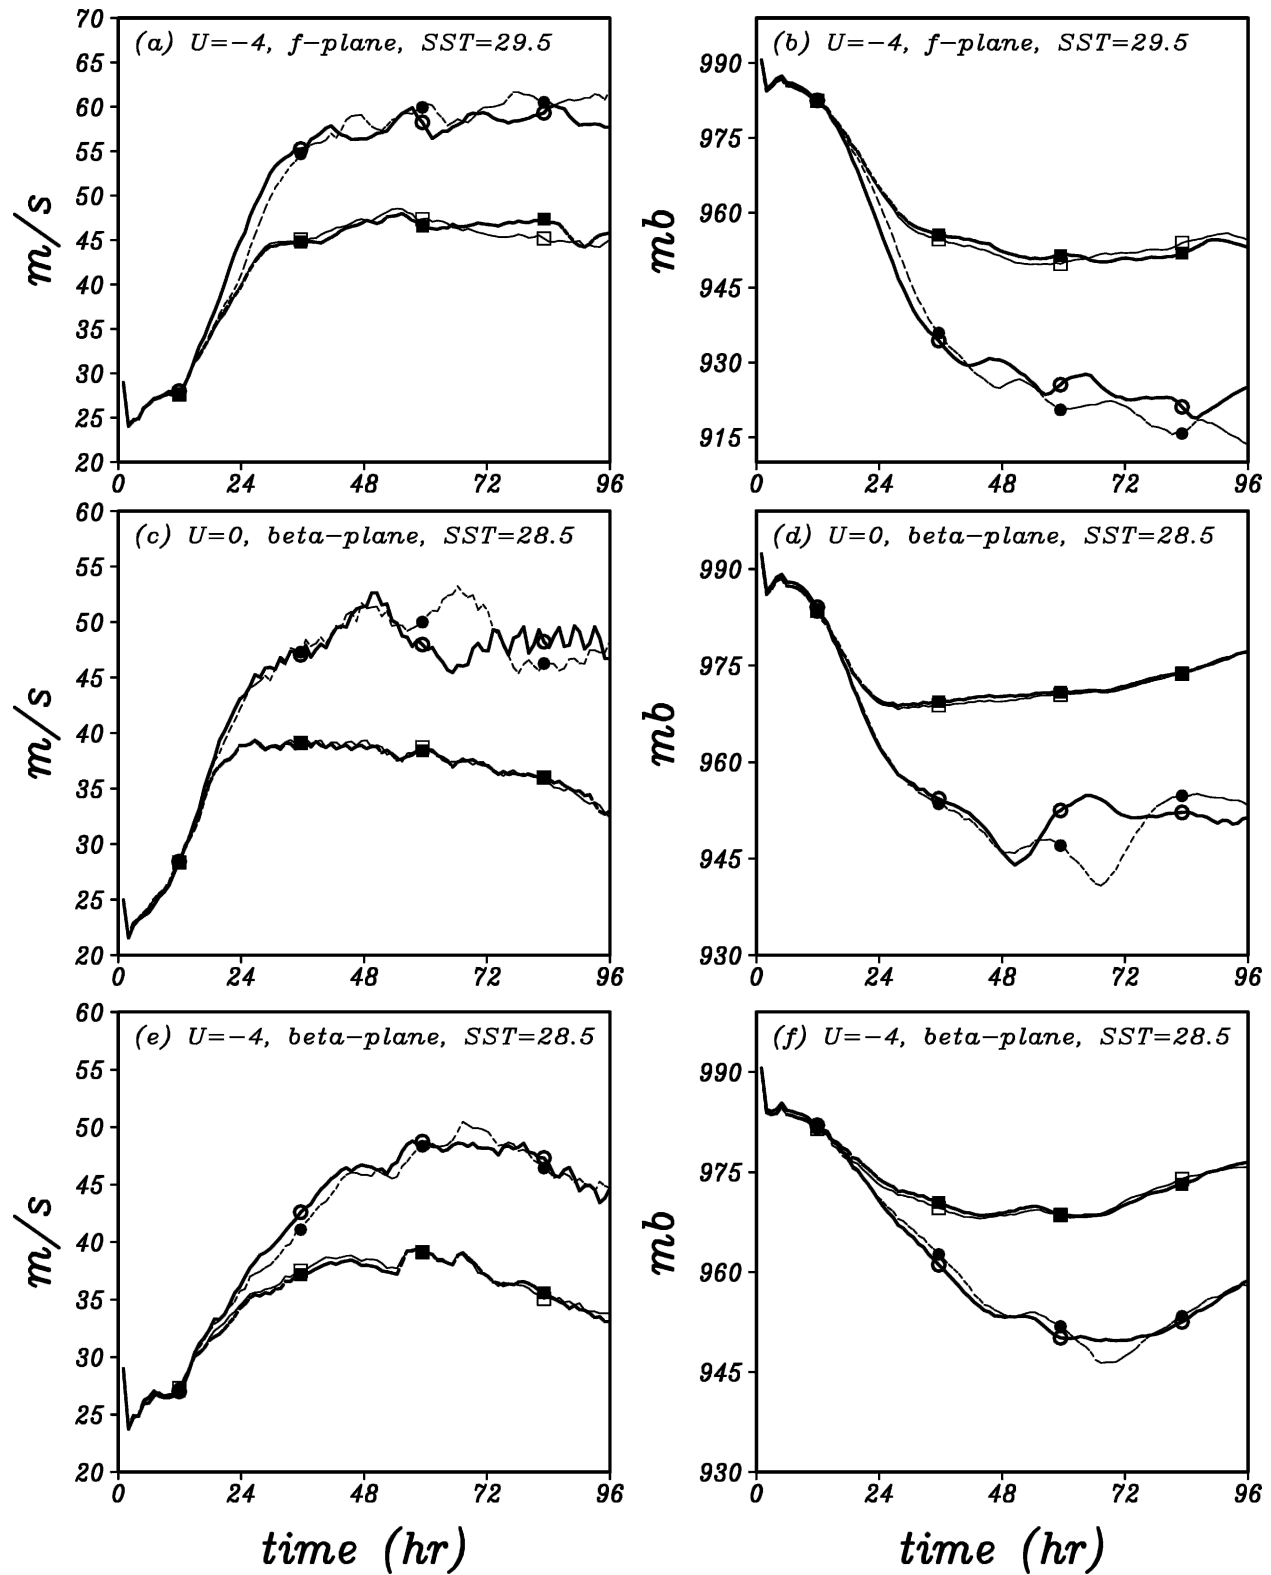 (a) U=−4, f−plane, SST=29.5
70
65
60
55
50
45
40
35
30
25
20
m/s
0 24 48 72 96
(b) U=−4, f−plane, SST=29.5
990
975
960
945
930
915
mb
0 24 48 72 96
(c) U=0, beta−plane, SST=28.5
60
55
50
45
40
35
30
25
20
m/s
0 24 48 72 96
(d) U=0, beta−plane, SST=28.5
990
975
960
945
930
mb
0 24 48 72 96
(e) U=−4, beta−plane, SST=28.5
60
55
50
45
40
35
30
25
20
m/s
0 24 48 72 96
time (hr)
(f) U=−4, beta−plane, SST=28.5
990
975
960
945
930
mb
0 24 48 72 96
time (hr)